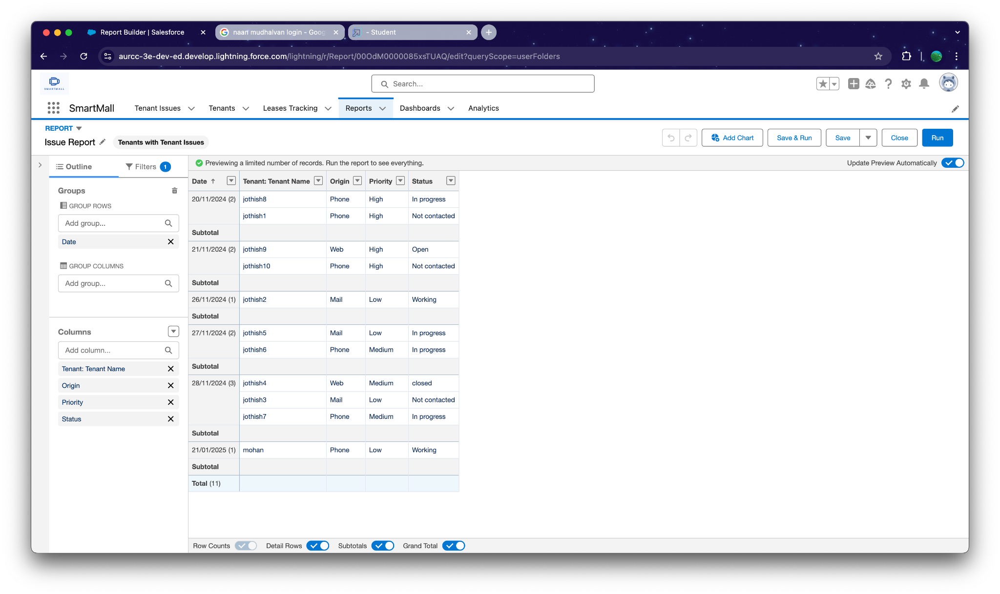 Report Builder | Salesforce
naan mudhalvan login - Goog
- Student
aurcc-3e-dev-ed.develop.lightning.force.com/lightning/r/Report/00OdM0000085xsTUAQ/edit?queryScope=userFolders
SMARTMALL
Search...
SmartMall Tenant Issues Tenants Leases Tracking Reports Dashboards Analytics
REPORT
Issue Report Tenants with Tenant Issues
Add Chart Save & Run Save Close Run
Outline Filters 1
Previewing a limited number of records. Run the report to see everything.
Update Preview Automatically
Groups
GROUP ROWS
Add group...
Date
GROUP COLUMNS
Add group...
Columns
Add column...
Tenant: Tenant Name
Origin
Priority
Status
Date ↑ Tenant: Tenant Name Origin Priority Status
20/11/2024 (2) jothish8 Phone High In progress
jothish1 Phone High Not contacted
Subtotal
21/11/2024 (2) jothish9 Web High Open
jothish10 Phone High Not contacted
Subtotal
26/11/2024 (1) jothish2 Mail Low Working
Subtotal
27/11/2024 (2) jothish5 Mail Low In progress
jothish6 Phone Medium In progress
Subtotal
28/11/2024 (3) jothish4 Web Medium closed
jothish3 Mail Low Not contacted
jothish7 Phone Medium In progress
Subtotal
21/01/2025 (1) mohan Phone Low Working
Subtotal
Total (11)
Row Counts Detail Rows Subtotals Grand Total